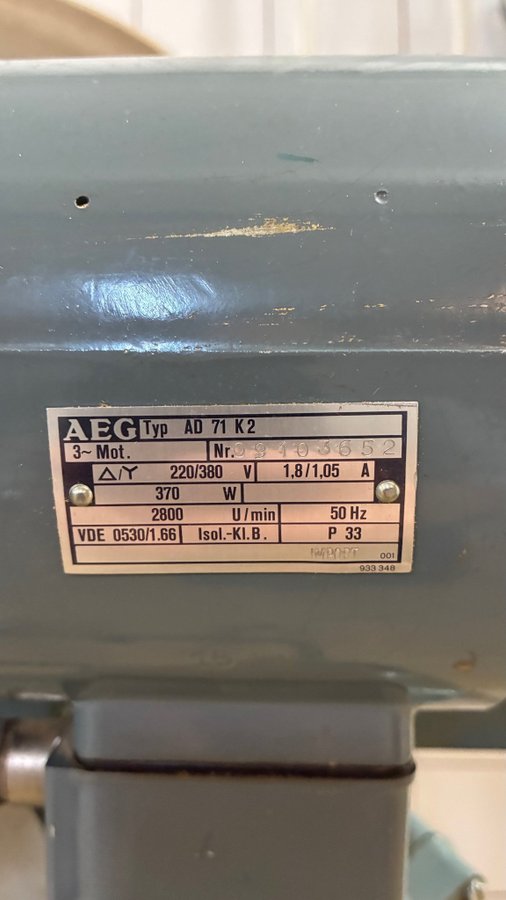 AEG Typ AD 71 K2
3~ Mot. Nr. 09103652
△/Y 220/380 V 1,8/1,05 A
370 W
2800 U/min 50 Hz
VDE 0530/1.66 Isol.-Kl.B. P 33
001
933 348